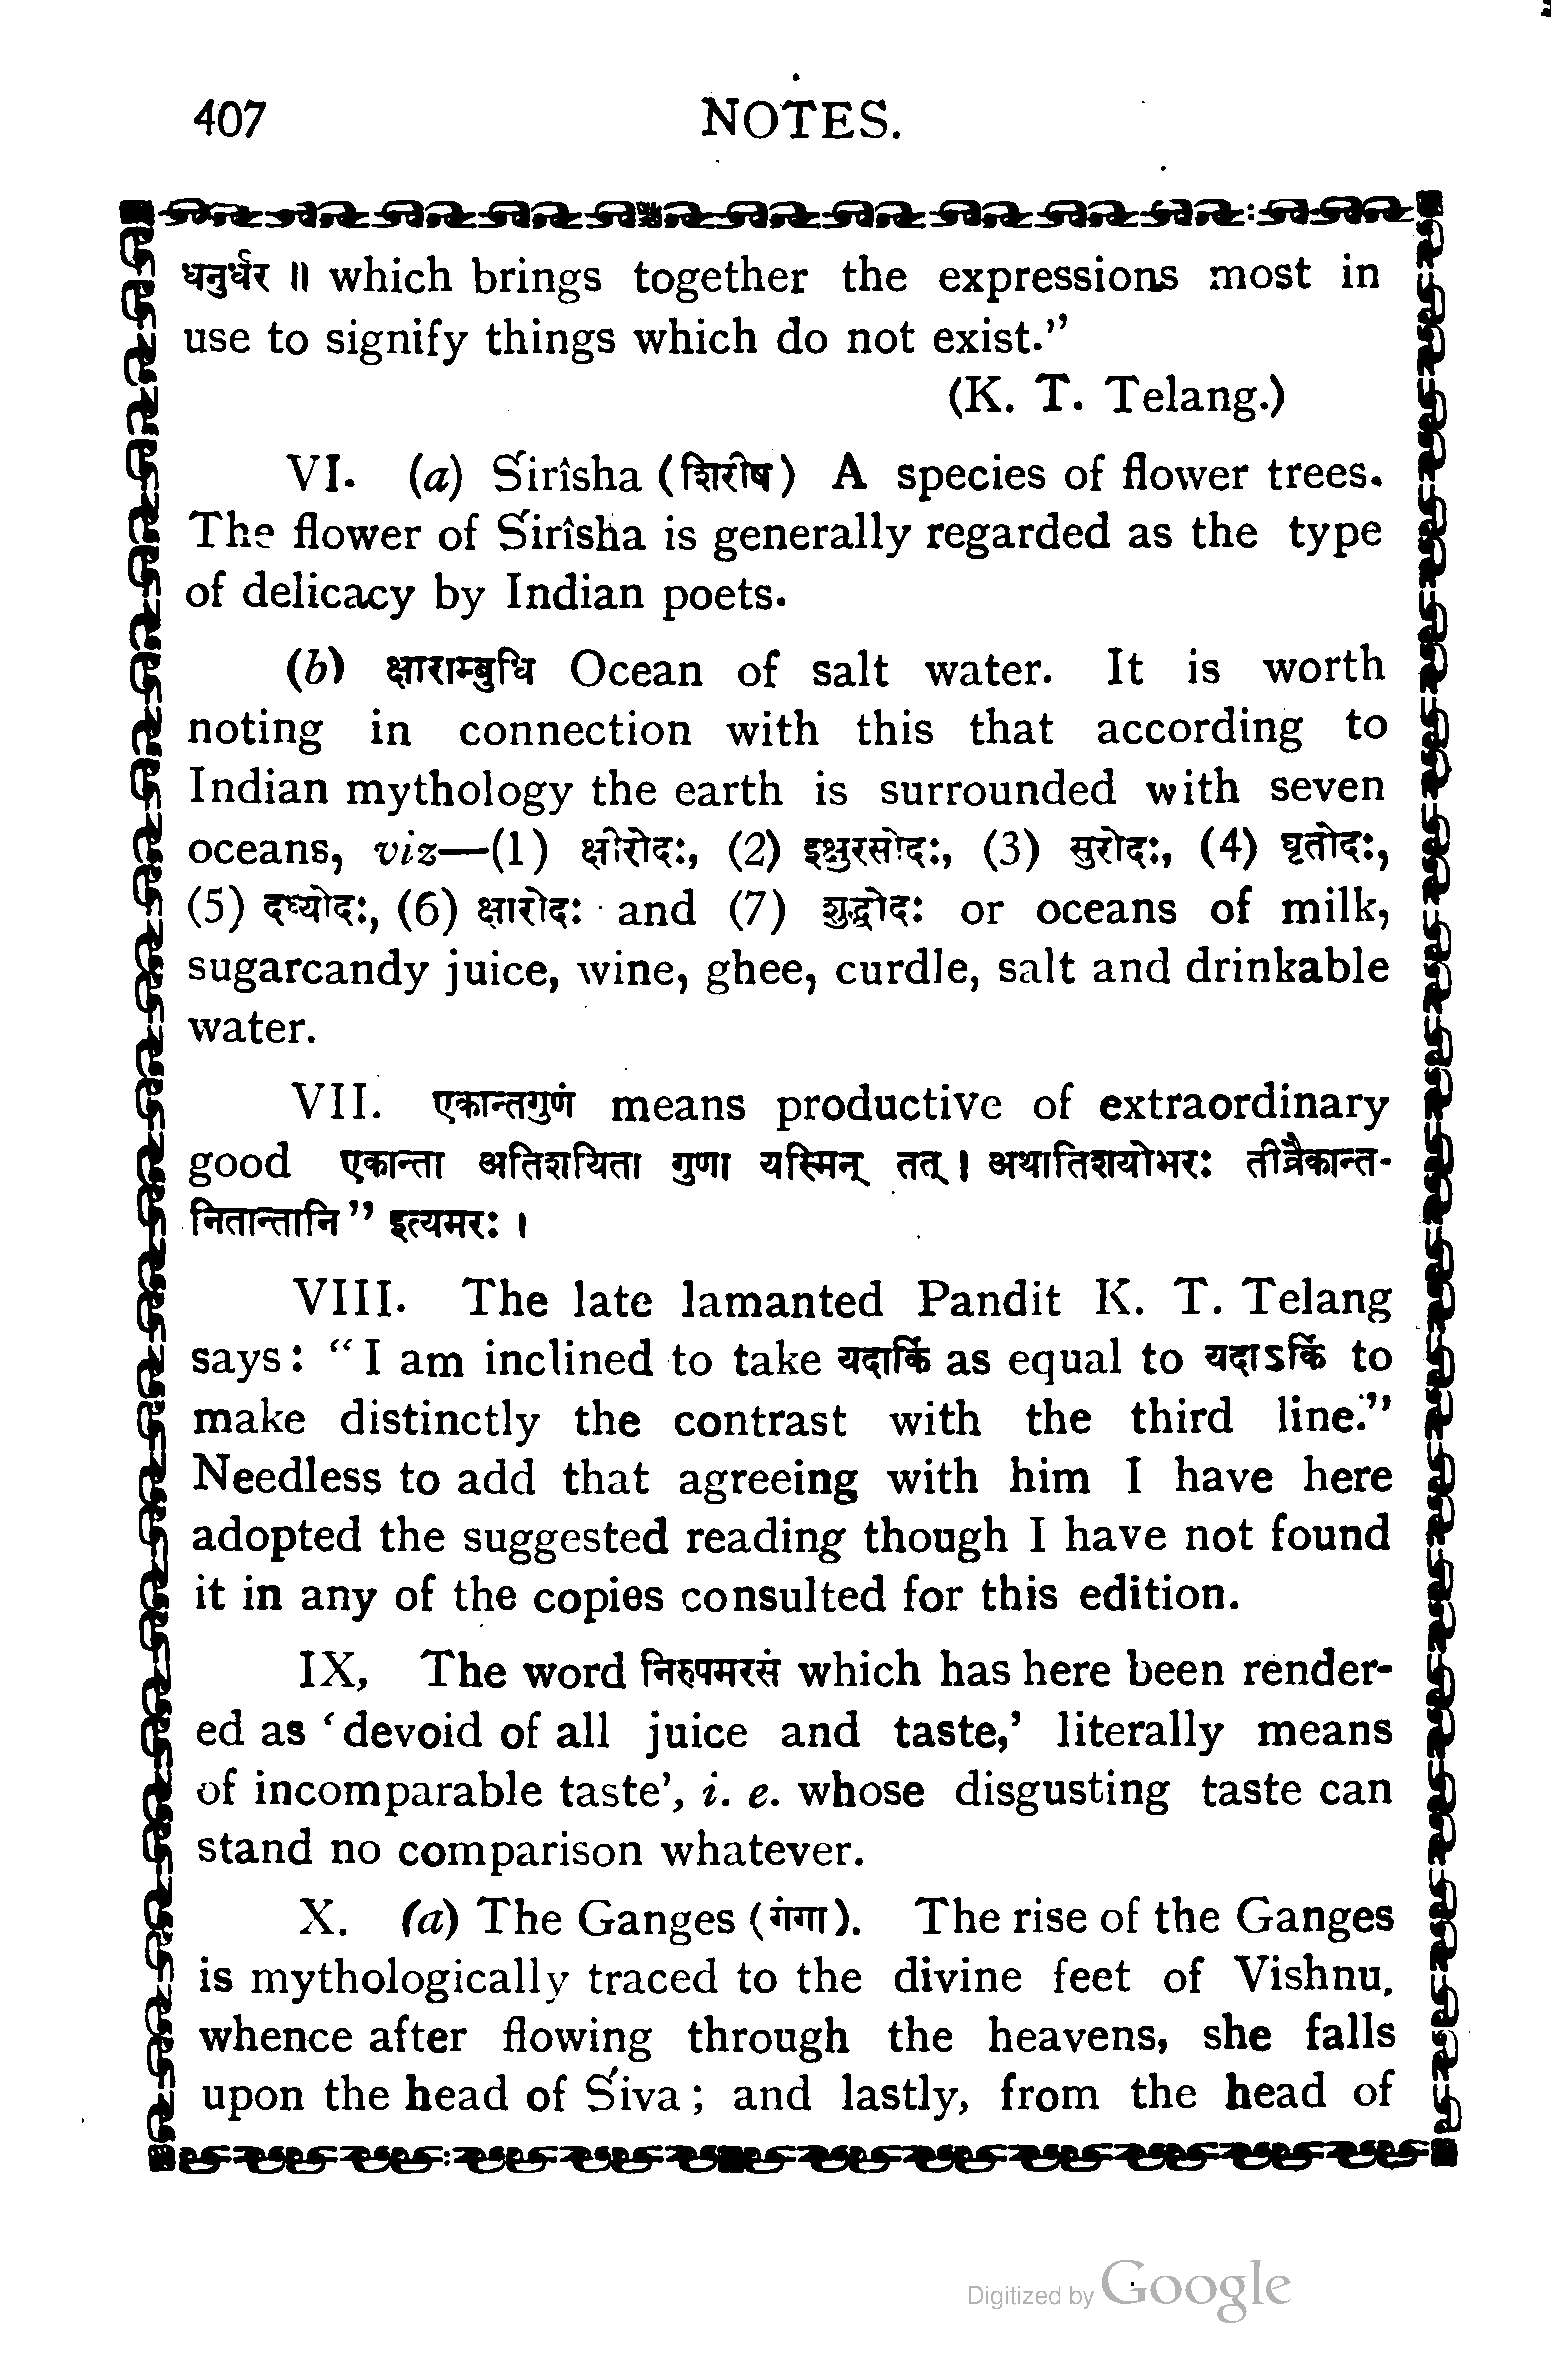 407 NOTES.
धनुर्धर ॥ which brings together the expressions most in
use to signify things which do not exist.”
(K. T. Telang.)
VI. (a) S'irîsha (शिरीष) A species of flower trees.
The flower of S'irîsha is generally regarded as the type
of delicacy by Indian poets.
(b) क्षाराम्बुधि Ocean of salt water. It is worth
noting in connection with this that according to
Indian mythology the earth is surrounded with seven
oceans, viz—(1) क्षीरोदः, (2) इक्षुरसोदः, (3) सुरोदः, (4) घृतोदः,
(5) दध्योदः, (6) क्षारोदः and (7) शुद्धोदः or oceans of milk,
sugarcandy juice, wine, ghee, curdle, salt and drinkable
water.
VII. एकान्तगुणं means productive of extraordinary
good एकान्ता अतिशयिता गुणा यस्मिन् तत् । अथातिशयोभरः तीव्रैकान्त-
नितान्तानि” इत्यमरः ।
VIII. The late lamanted Pandit K. T. Telang
says: “I am inclined to take यदाकिं as equal to यदाऽकिं to
make distinctly the contrast with the third line.”
Needless to add that agreeing with him I have here
adopted the suggested reading though I have not found
it in any of the copies consulted for this edition.
IX, The word निरुपमरसं which has here been render-
ed as ‘devoid of all juice and taste,’ literally means
of incomparable taste’, i. e. whose disgusting taste can
stand no comparison whatever.
X. (a) The Ganges (गंगा). The rise of the Ganges
is mythologically traced to the divine feet of Vishnu,
whence after flowing through the heavens, she falls
upon the head of S'iva; and lastly, from the head of
Digitized by Google